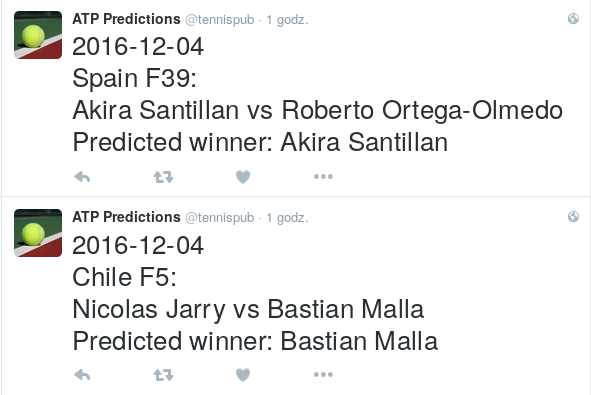 ATP Predictions @tennispub · 1 godz.
2016-12-04
Spain F39:
Akira Santillan vs Roberto Ortega-Olmedo
Predicted winner: Akira Santillan
ATP Predictions @tennispub · 1 godz.
2016-12-04
Chile F5:
Nicolas Jarry vs Bastian Malla
Predicted winner: Bastian Malla